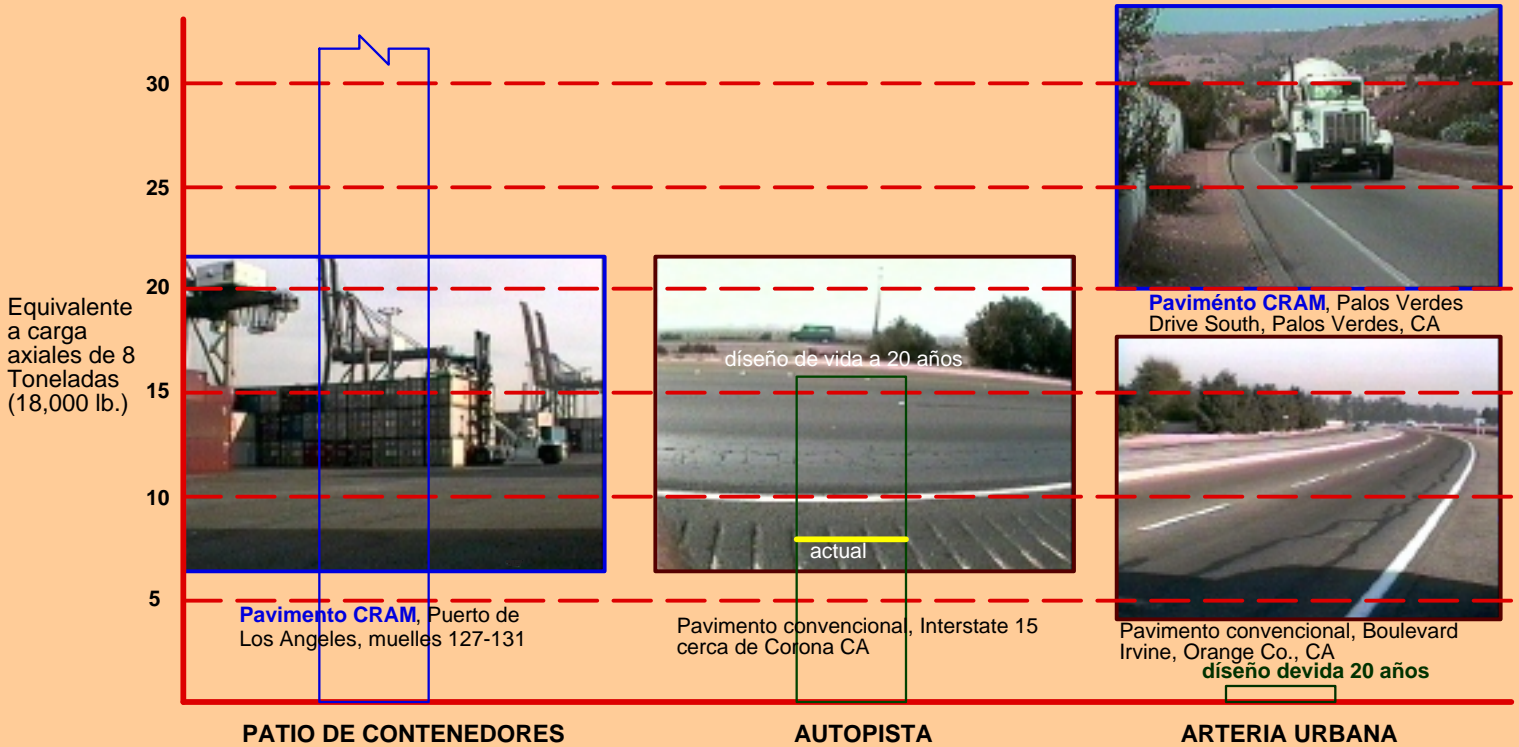 30
25
20
15
10
5
Equivalente
a carga
axiales de 8
Toneladas
(18,000 lb.)
Pavimento CRAM, Puerto de
Los Angeles, muelles 127-131
díseño de vida a 20 años
actual
Pavimento convencional, Interstate 15
cerca de Corona CA
Paviménto CRAM, Palos Verdes
Drive South, Palos Verdes, CA
Pavimento convencional, Boulevard
Irvine, Orange Co., CA
díseño devida 20 años
PATIO DE CONTENEDORES
AUTOPISTA
ARTERIA URBANA